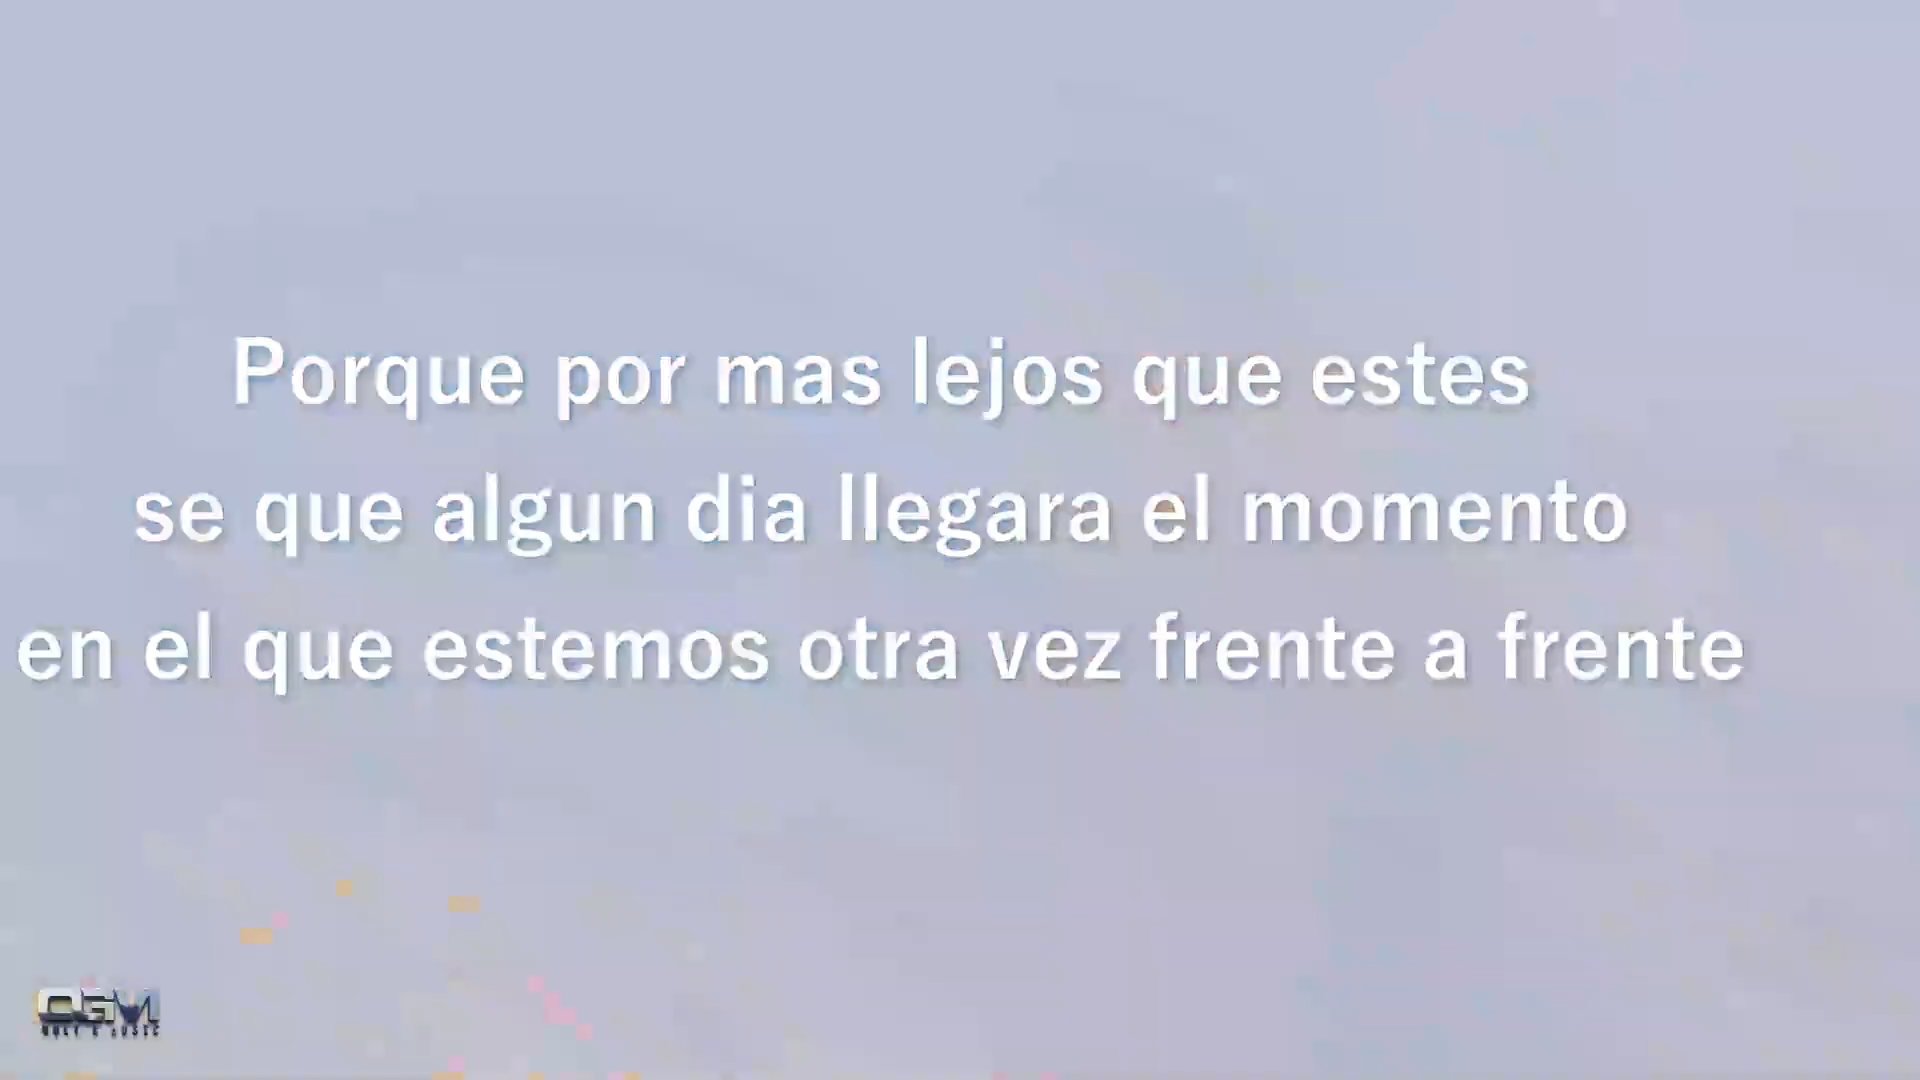 Porque por mas lejos que estes
se que algun dia llegara el momento
en el que estemos otra vez frente a frente